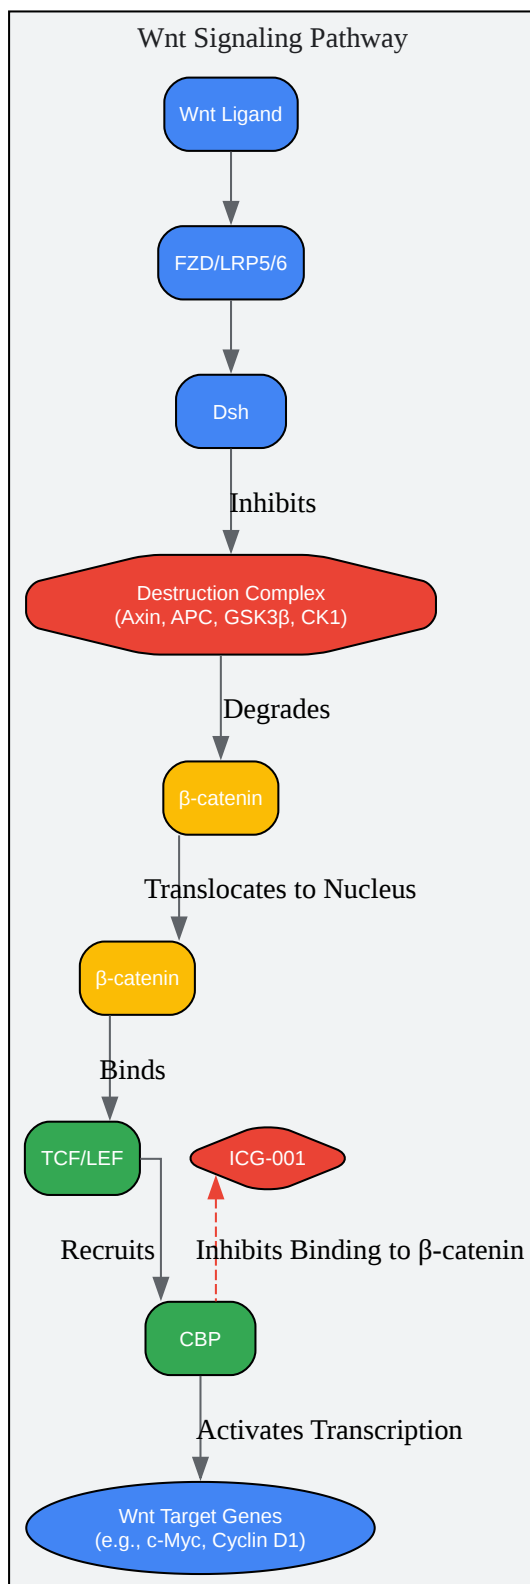 Wnt Signaling Pathway
Wnt Ligand
FZD/LRP5/6
Dsh
Inhibits
Destruction Complex
(Axin, APC, GSK3β, CK1)
Degrades
β-catenin
Translocates to Nucleus
β-catenin
Binds
TCF/LEF
ICG-001
Recruits
Inhibits Binding to β-catenin
CBP
Activates Transcription
Wnt Target Genes
(e.g., c-Myc, Cyclin D1)